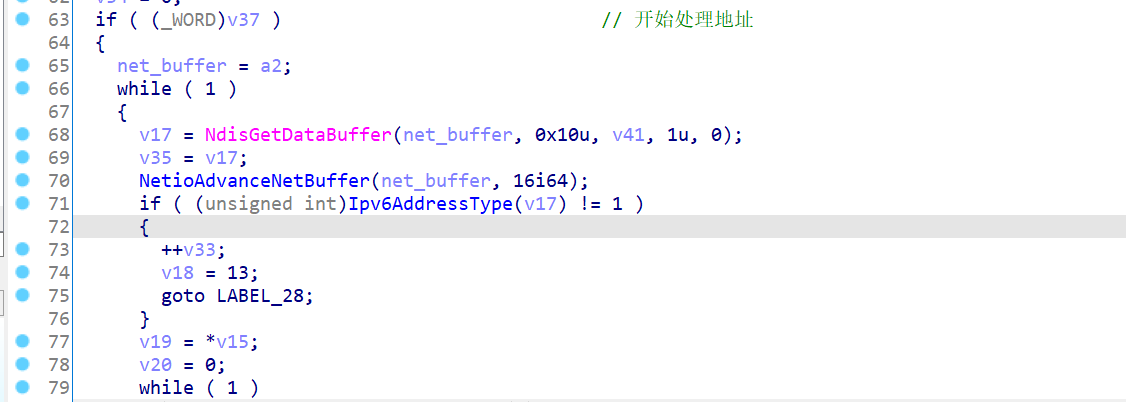 63 if ( (_WORD)v37 ) // 开始处理地址
64 {
65 net_buffer = a2;
66 while ( 1 )
67 {
68 v17 = NdisGetDataBuffer(net_buffer, 0x10u, v41, 1u, 0);
69 v35 = v17;
70 NetioAdvanceNetBuffer(net_buffer, 16i64);
71 if ( (unsigned int)Ipv6AddressType(v17) != 1 )
72 {
73 ++v33;
74 v18 = 13;
75 goto LABEL_28;
76 }
77 v19 = *v15;
78 v20 = 0;
79 while ( 1 )